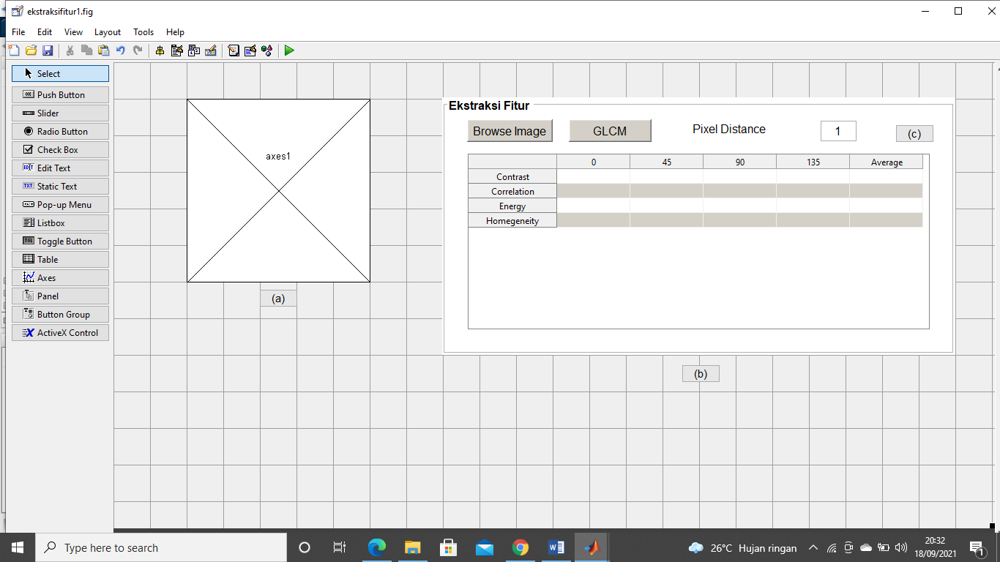 ekstraksifitur1.fig
File Edit View Layout Tools Help
Select
Push Button
Slider
Radio Button
Check Box
Edit Text
Static Text
Pop-up Menu
Listbox
Toggle Button
Table
Axes
Panel
Button Group
ActiveX Control
axes1
(a)
Ekstraksi Fitur
Browse Image GLCM Pixel Distance 1 (c)
0 45 90 135 Average
Contrast
Correlation
Energy
Homegeneity
(b)
Type here to search
26°C Hujan ringan
20:32
18/09/2021
1